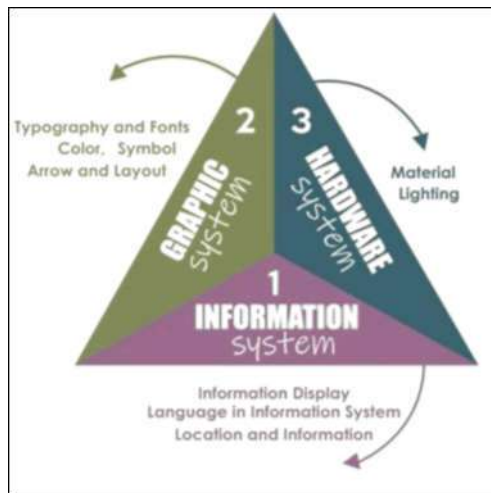 2
3
Typography and Fonts
Color, Symbol
Arrow and Layout
GRAPHIC
system
HARDWARE
system
Material
Lighting
1
INFORMATION
system
Information Display
Language in Information System
Location and Information